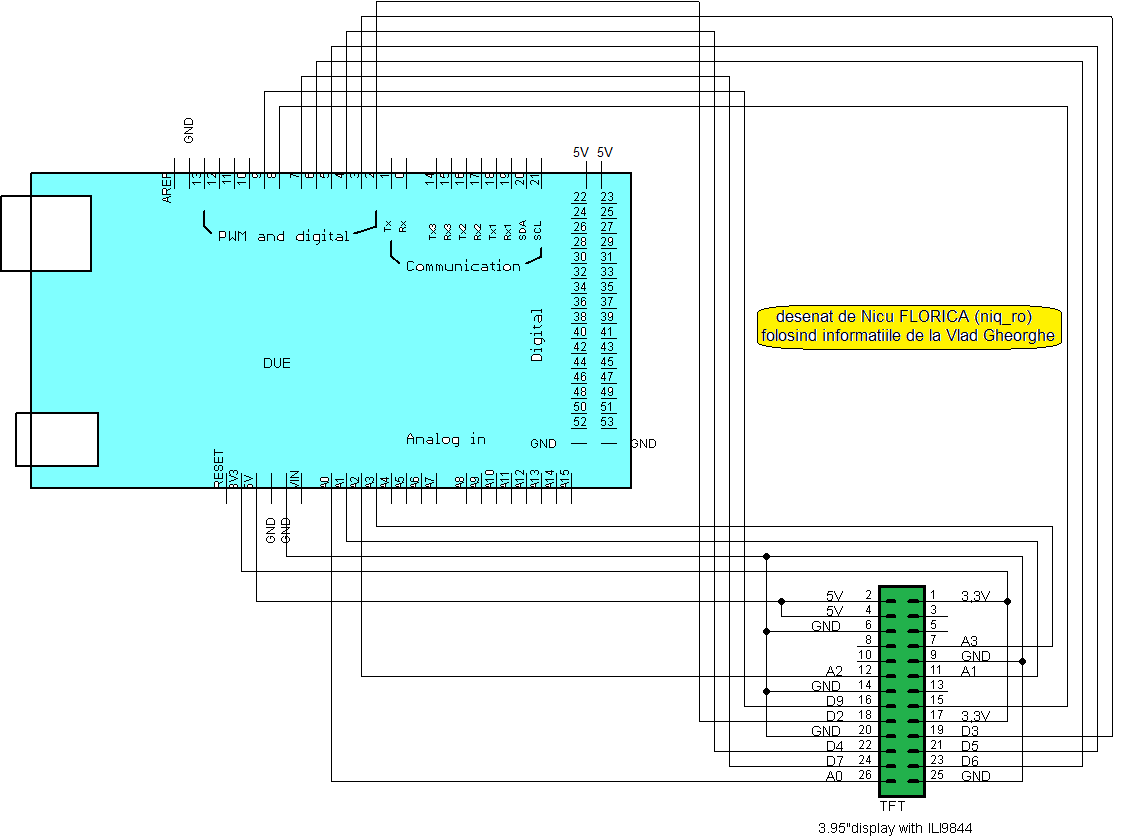 GND
5V 5V
AREF 13 12 11 10 9 8 7 6 5 4 3 2 1 0 14 15 16 17 18 19 20 21
Tx Rx Tx3 Rx3 Tx2 Rx2 Tx1 Rx1 SDA SCL
PWM and digital
Communication
22 23
24 25
26 27
28 29
30 31
32 33
34 35
36 37
38 39
40 41
42 43
44 45
46 47
48 49
50 51
52 53
Digital
GND GND
desenat de Nicu FLORICA (niq_ro)
folosind informatiile de la Vlad Gheorghe
DUE
Analog in
RESET 3V3 5V GND GND VIN A0 A1 A2 A3 A4 A5 A6 A7 A8 A9 A10 A11 A12 A13 A14 A15
5V 2 1 3,3V
5V 4 3
GND 6 5
8 7 A3
10 9 GND
A2 12 11 A1
GND 14 13
D9 16 15
D2 18 17 3,3V
GND 20 19 D3
D4 22 21 D5
D7 24 23 D6
A0 26 25 GND
TFT
3.95"display with ILI9844